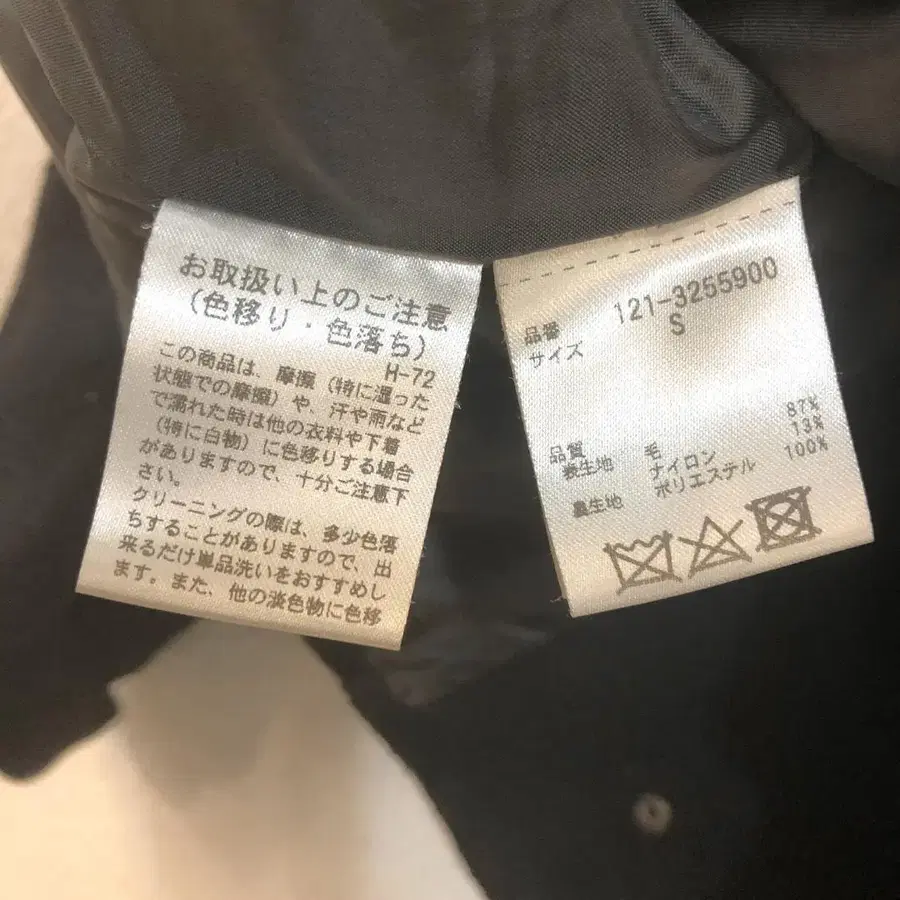 お取扱い上のご注意
(色移り・色落ち)
H-72
この商品は、摩擦(特に湿った
状態での摩擦)や、汗や雨など
で濡れた時は他の衣料や下着
(特に白物)に色移りする場合
がありますので、十分ご注意下
さい。
クリーニングの際は、多少色落
ちすることがありますので、出
来るだけ単品洗いをおすすめし
ます。また、他の淡色物に色移
品番 121-3255900
サイズ S
品質
表生地 毛 87%
ナイロン 13%
裏生地 ポリエステル 100%